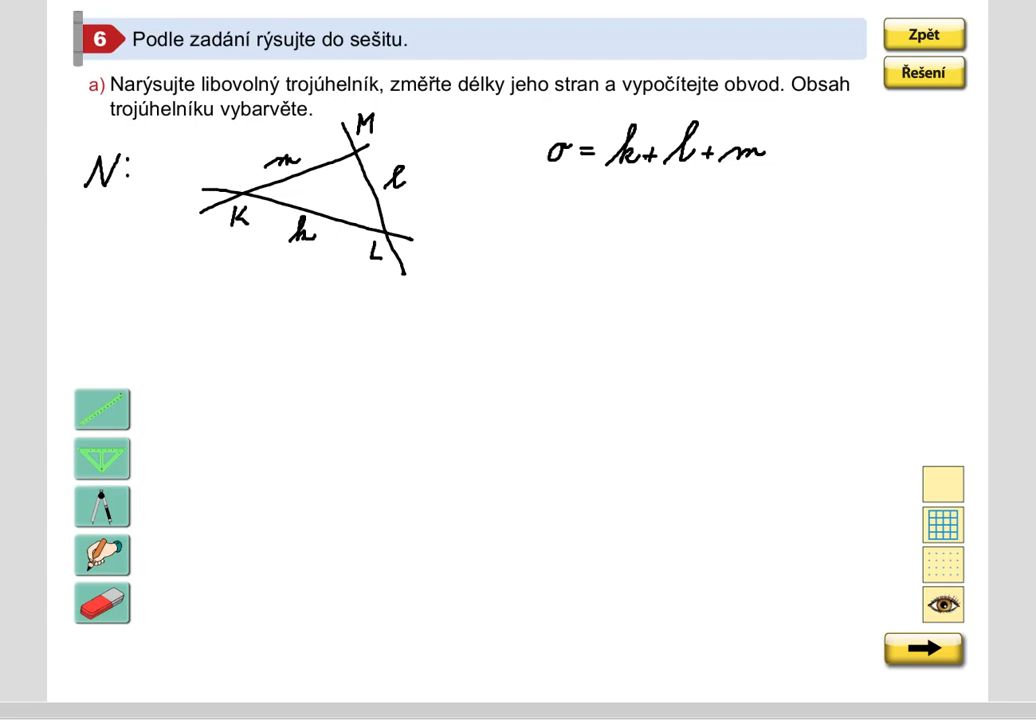 6 Podle zadání rýsujte do sešitu.
Zpět
Řešení
a) Narýsujte libovolný trojúhelník, změřte délky jeho stran a vypočítejte obvod. Obsah
trojúhelníku vybarvěte.
N:
M
m
l
K
k
L
o = k + l + m